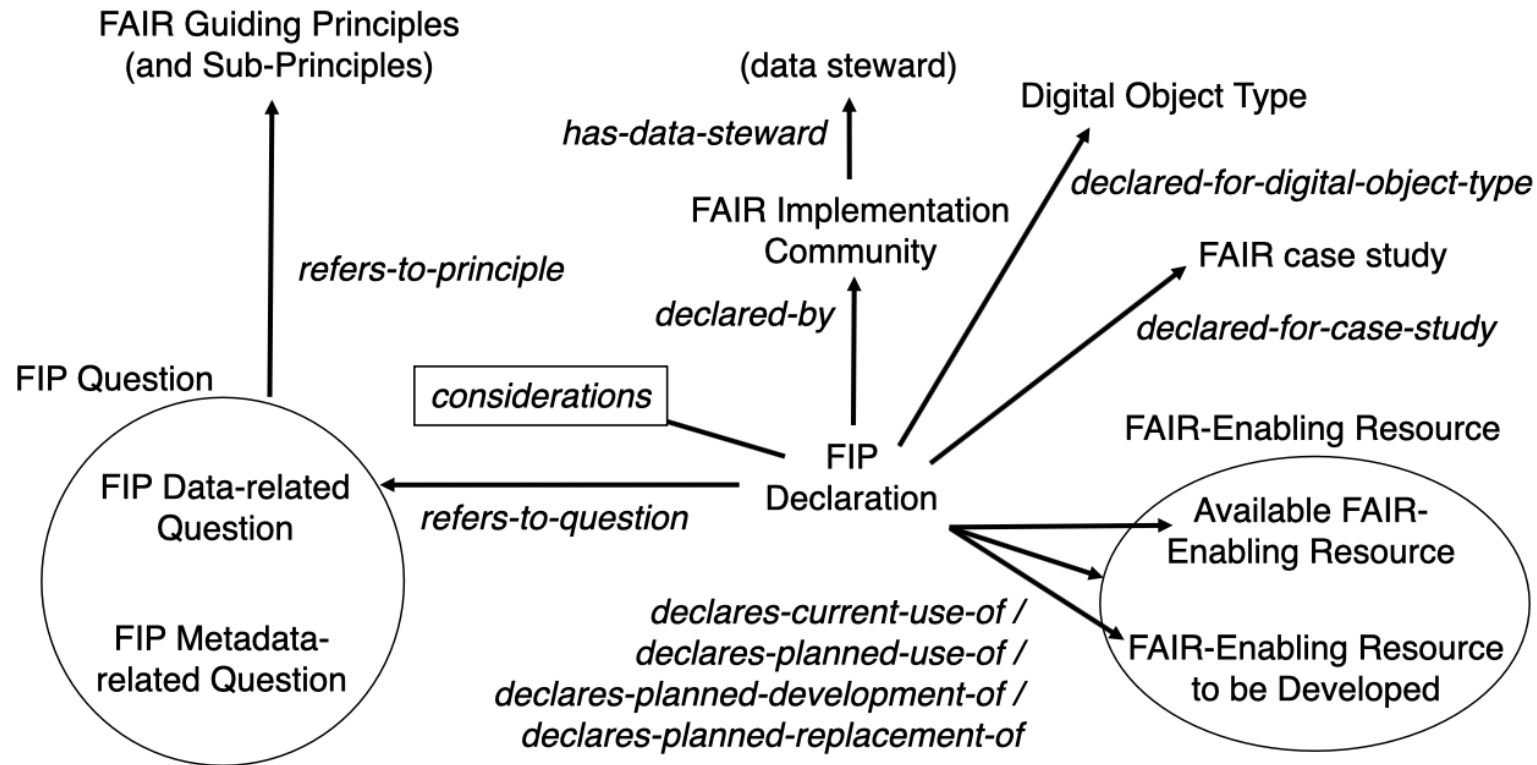 FAIR Guiding Principles
(and Sub-Principles)
(data steward)
Digital Object Type
has-data-steward
declared-for-digital-object-type
FAIR Implementation
Community
FAIR case study
refers-to-principle
declared-by
declared-for-case-study
FIP Question
considerations
FAIR-Enabling Resource
FIP
Declaration
FIP Data-related
Question
refers-to-question
Available FAIR-
Enabling Resource
declares-current-use-of /
declares-planned-use-of /
declares-planned-development-of /
declares-planned-replacement-of
FIP Metadata-
related Question
FAIR-Enabling Resource
to be Developed